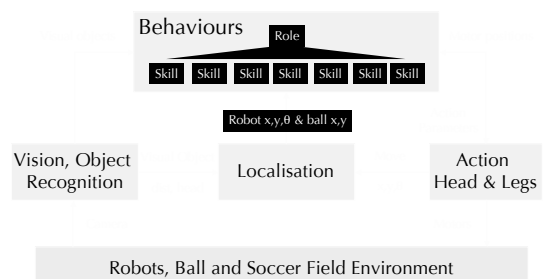 Behaviours
Role
Skill Skill Skill Skill Skill Skill Skill
Robot x,y,θ & ball x,y
Vision, Object
Recognition
Localisation
Action
Head & Legs
Robots, Ball and Soccer Field Environment